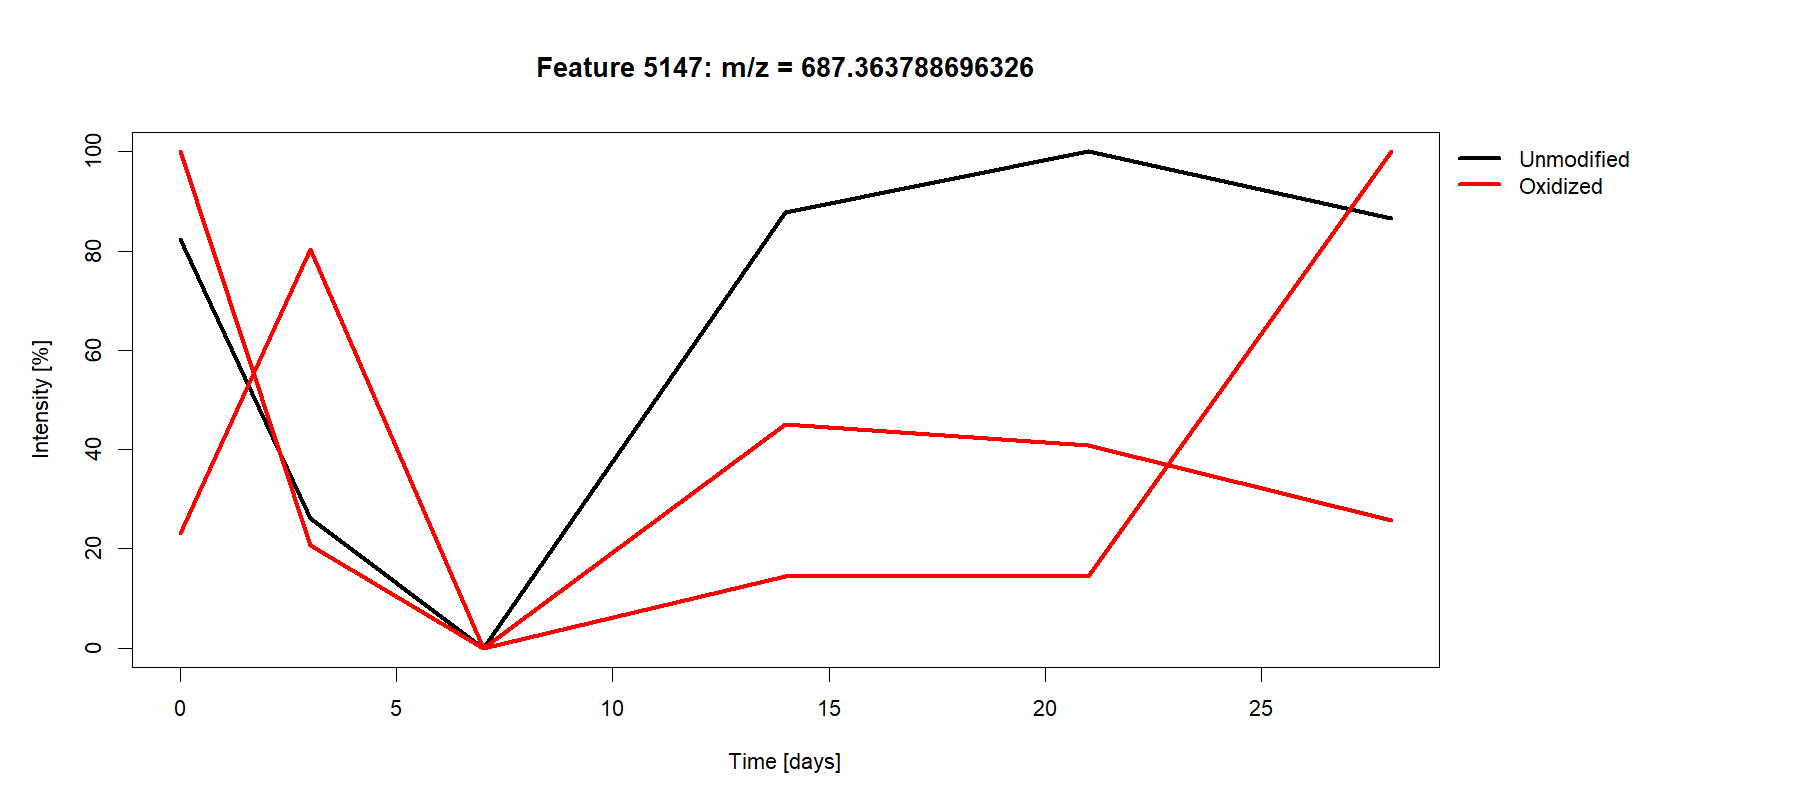 Feature 5147: m/z = 687.363788696326
Unmodified
Oxidized
Intensity [%]
100
80
60
40
20
0
0 5 10 15 20 25
Time [days]